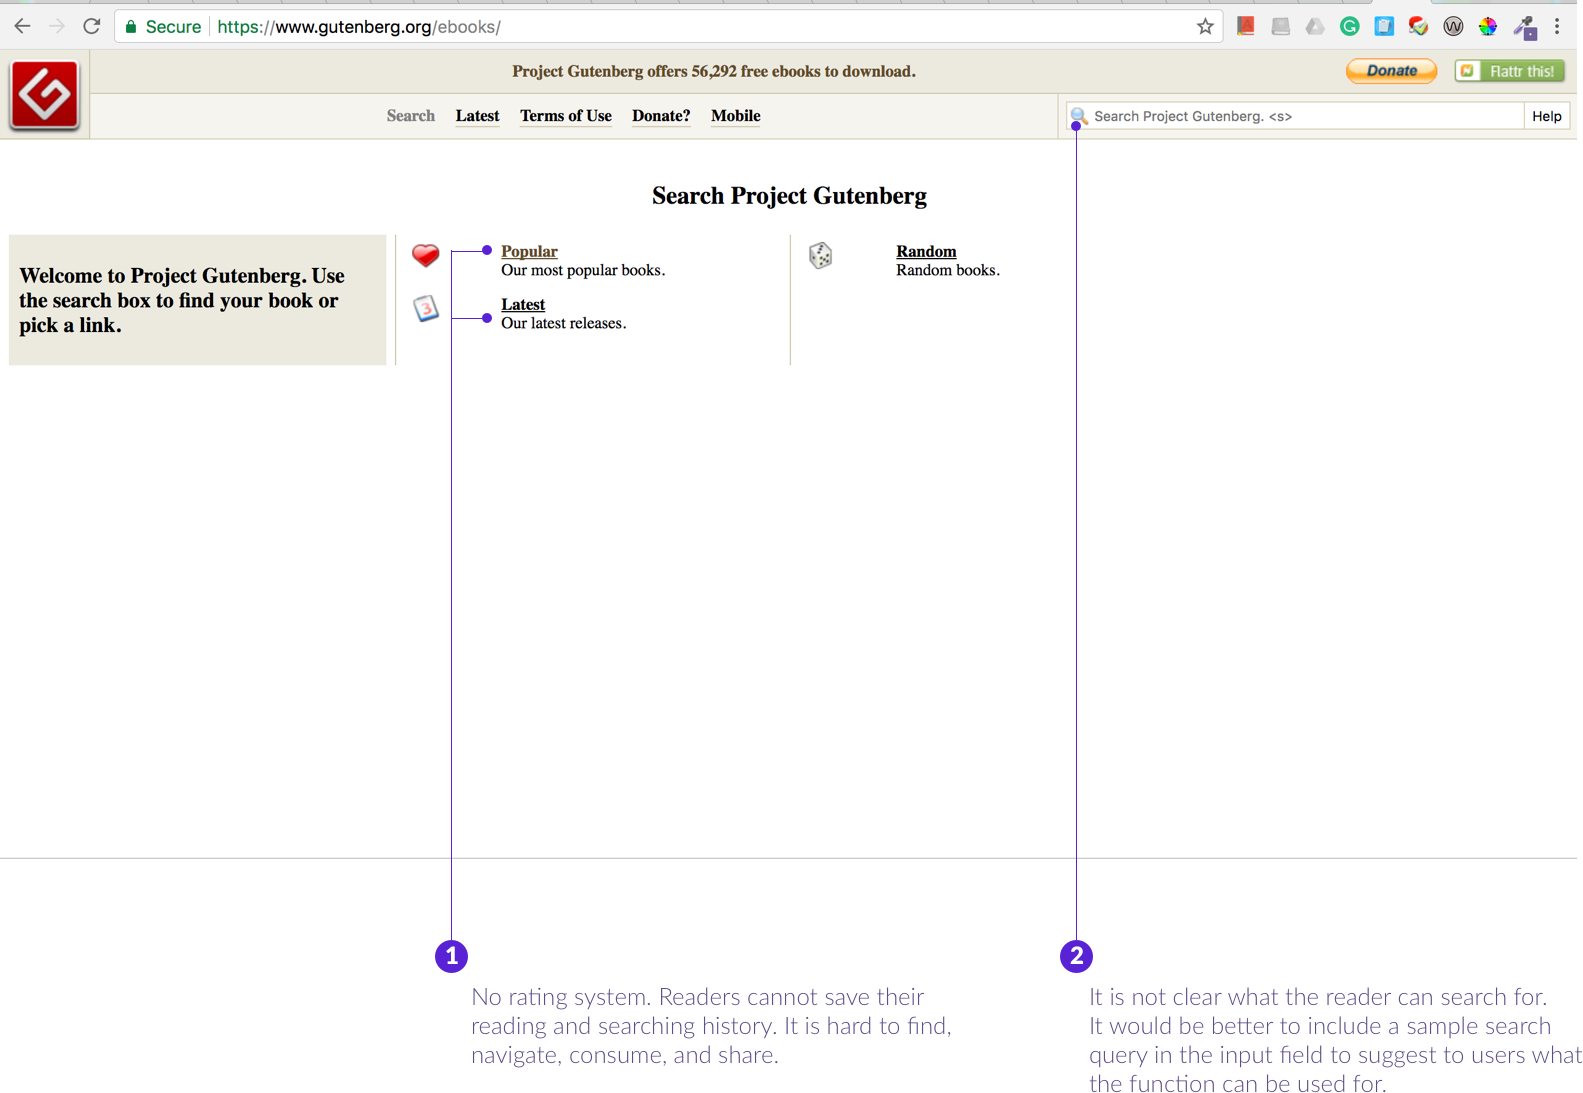 Secure https://www.gutenberg.org/ebooks/
Project Gutenberg offers 56,292 free ebooks to download.
Donate
Flattr this!
Search Latest Terms of Use Donate? Mobile
Search Project Gutenberg. <s>
Help
Search Project Gutenberg
Welcome to Project Gutenberg. Use
the search box to find your book or
pick a link.
Popular
Our most popular books.
3
Latest
Our latest releases.
Random
Random books.
1
No rating system. Readers cannot save their
reading and searching history. It is hard to find,
navigate, consume, and share.
2
It is not clear what the reader can search for.
It would be better to include a sample search
query in the input field to suggest to users what
the function can be used for.